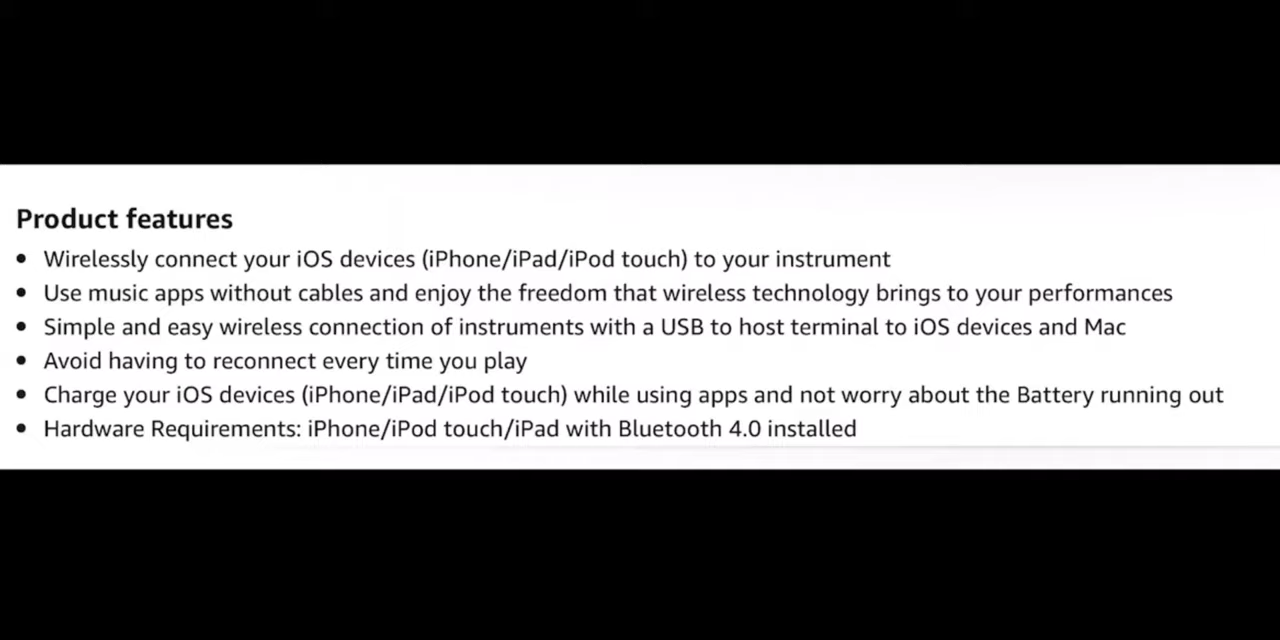 Product features
• Wirelessly connect your iOS devices (iPhone/iPad/iPod touch) to your instrument
• Use music apps without cables and enjoy the freedom that wireless technology brings to your performances
• Simple and easy wireless connection of instruments with a USB to host terminal to iOS devices and Mac
• Avoid having to reconnect every time you play
• Charge your iOS devices (iPhone/iPad/iPod touch) while using apps and not worry about the Battery running out
• Hardware Requirements: iPhone/iPod touch/iPad with Bluetooth 4.0 installed